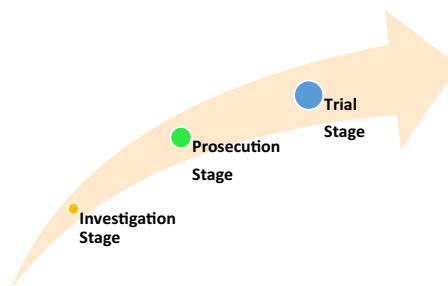 Trial
Stage
Prosecution
Stage
Investigation
Stage